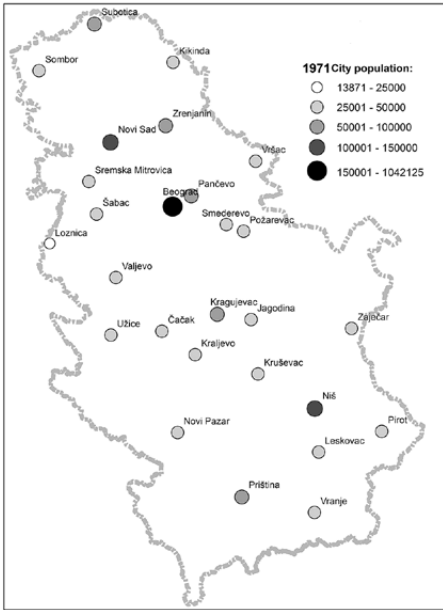 Subotica
Sombor
Kikinda
1971 City population:
13871 - 25000
25001 - 50000
50001 - 100000
100001 - 150000
150001 - 1042125
Zrenjanin
Novi Sad
Vršac
Sremska Mitrovica
Pančevo
Beograd
Šabac
Smederevo
Požarevac
Loznica
Valjevo
Kragujevac
Jagodina
Zaječar
Čačak
Užice
Kraljevo
Kruševac
Niš
Novi Pazar
Pirot
Leskovac
Priština
Vranje